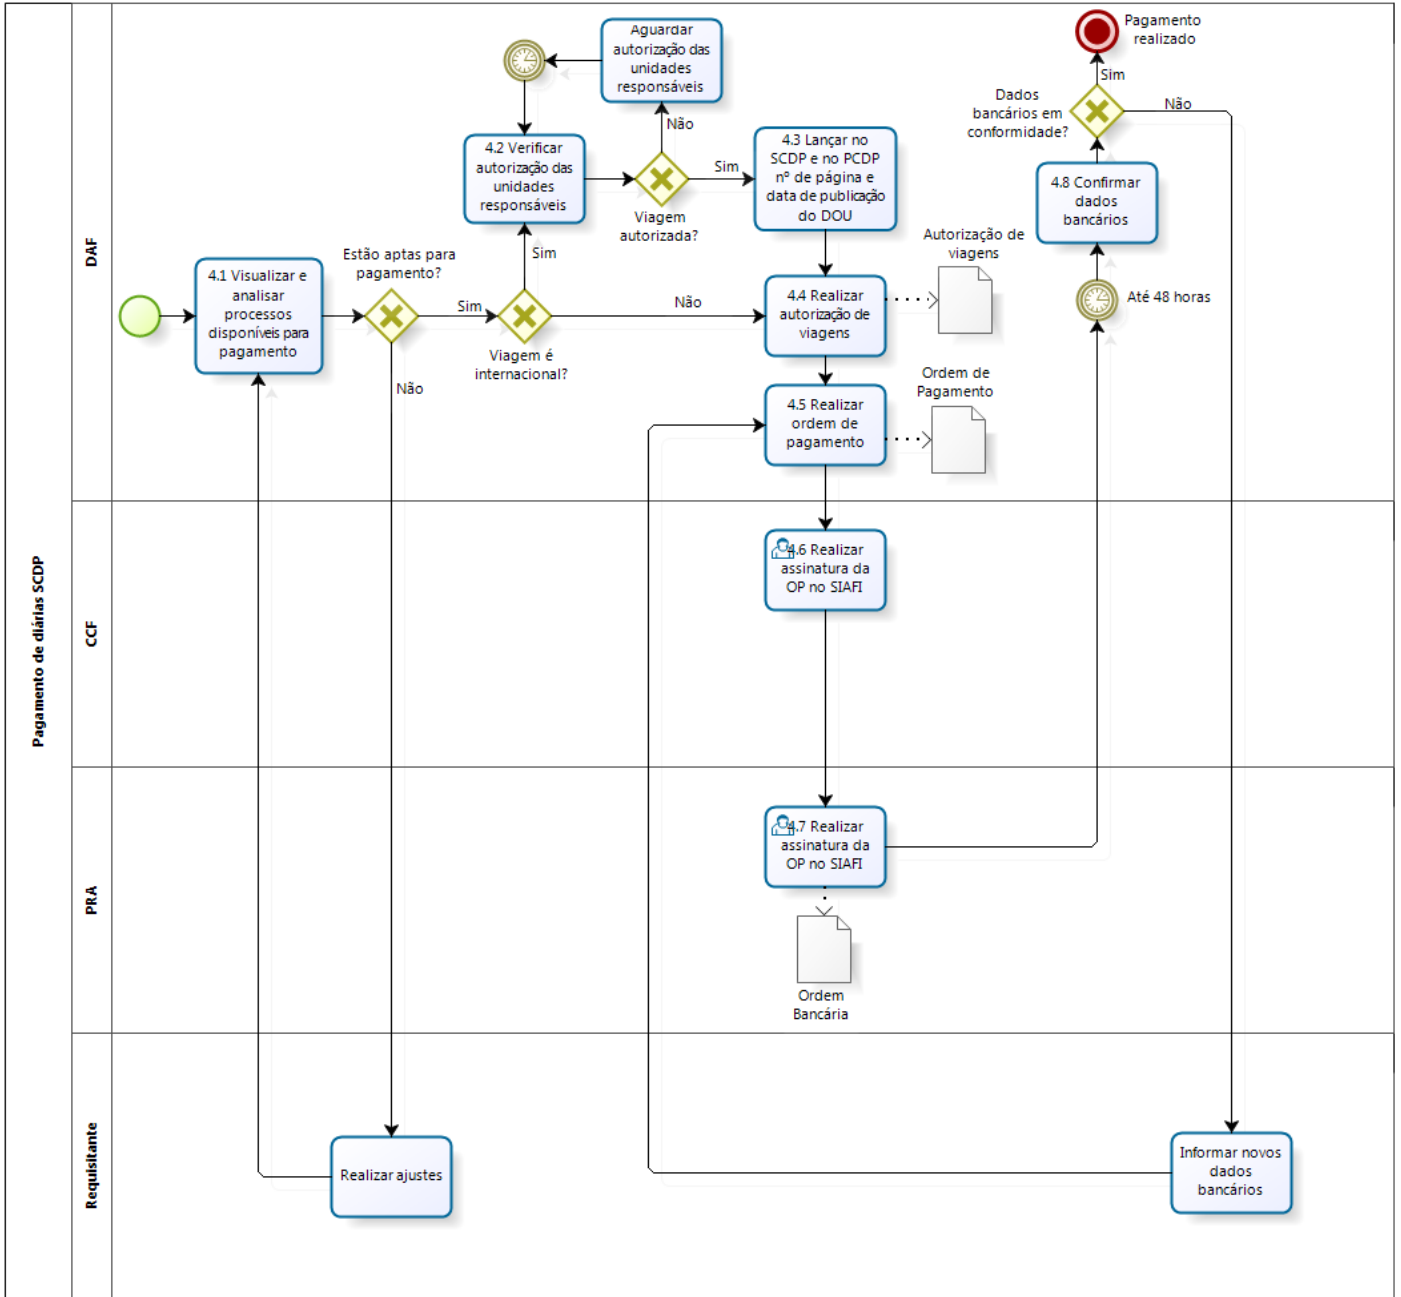 Pagamento de diárias SCDP
DAF
4.1 Visualizar e
analisar
processos
disponíveis para
pagamento
Estão aptas para
pagamento?
Sim
Não
Viagem é
internacional?
Sim
Não
4.2 Verificar
autorização das
unidades
responsáveis
Aguardar
autorização das
unidades
responsáveis
Viagem
autorizada?
Não
Sim
4.3 Lançar no
SCDP e no PCDP
nº de página e
data de publicação
do DOU
4.4 Realizar
autorização de
viagens
Autorização de
viagens
4.5 Realizar
ordem de
pagamento
Ordem de
Pagamento
Até 48 horas
4.8 Confirmar
dados
bancários
Dados
bancários em
conformidade?
Sim
Não
Pagamento
realizado
CCF
4.6 Realizar
assinatura da
OP no SIAFI
PRA
4.7 Realizar
assinatura da
OP no SIAFI
Ordem
Bancária
Requisitante
Realizar ajustes
Informar novos
dados
bancários